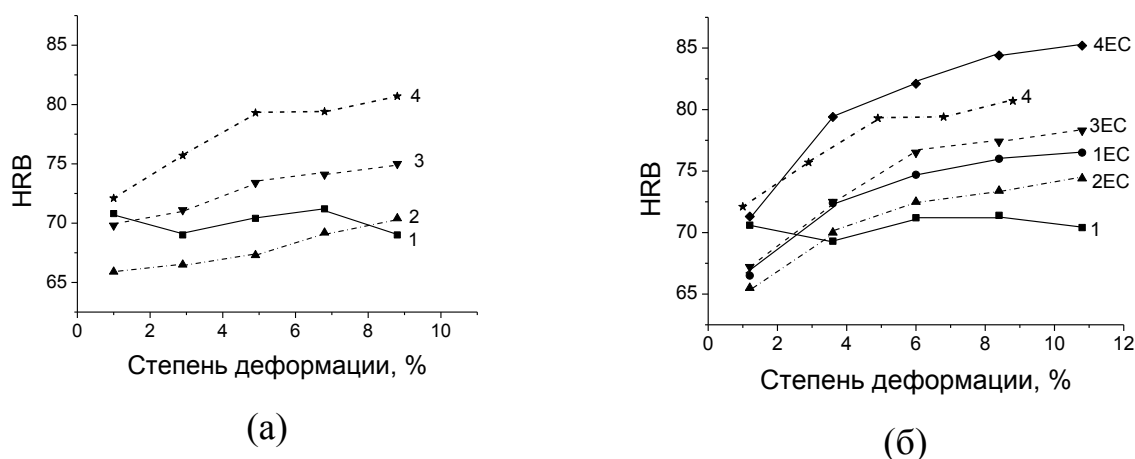 85
80
75
70
65
HRB
0 2 4 6 8 10
Степень деформации, %
4
3
2
1
(а)
85
80
75
70
65
HRB
0 2 4 6 8 10 12
Степень деформации, %
4EC
4
3EC
1EC
2EC
1
(б)